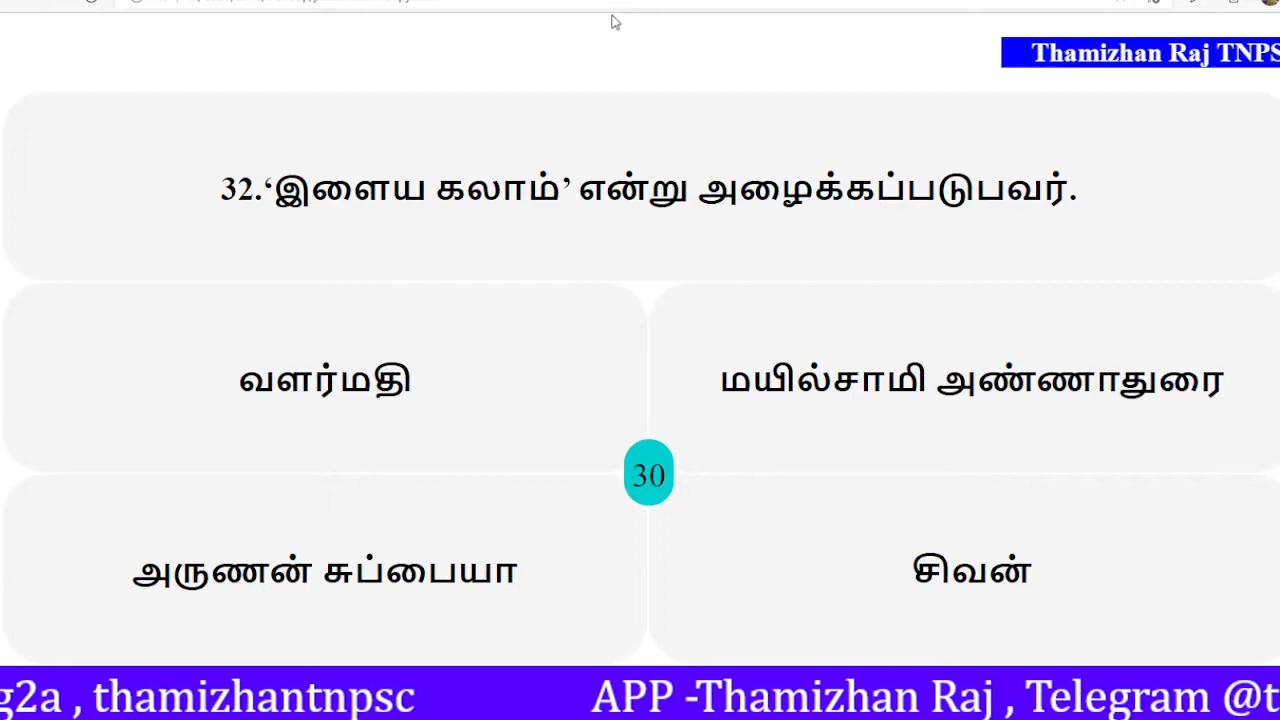 Thamizhan Raj TNPS
32.‘இளைய கலாம்’ என்று அழைக்கப்படுபவர்.
வளர்மதி
மயில்சாமி அண்ணாதுரை
30
அருணன் சுப்பையா
சிவன்
g2a , thamizhantnpsc APP -Thamizhan Raj , Telegram @t